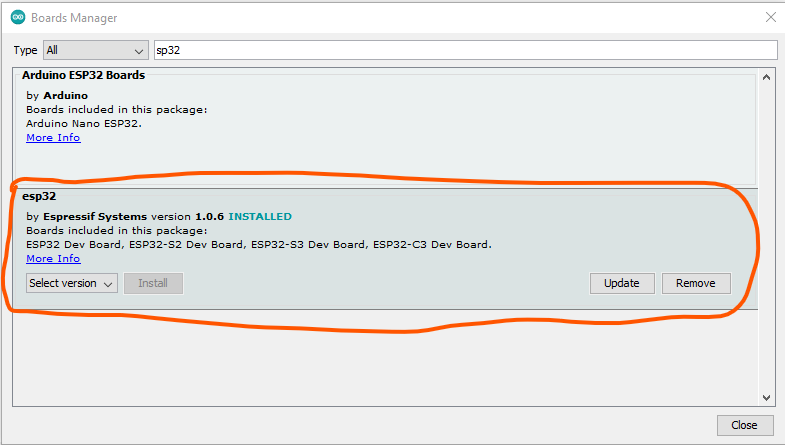 Boards Manager
Type All sp32
Arduino ESP32 Boards
by Arduino
Boards included in this package:
Arduino Nano ESP32.
More Info
esp32
by Espressif Systems version 1.0.6 INSTALLED
Boards included in this package:
ESP32 Dev Board, ESP32-S2 Dev Board, ESP32-S3 Dev Board, ESP32-C3 Dev Board.
More Info
Select version Install Update Remove
Close